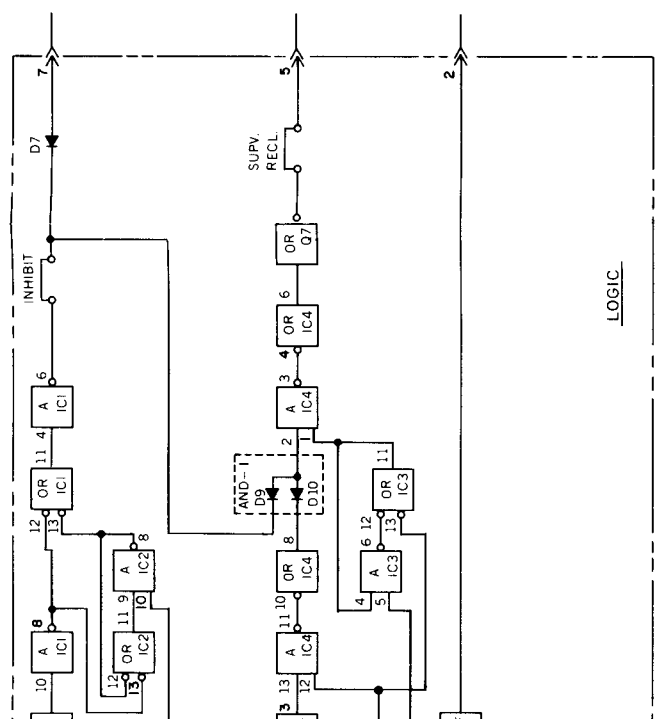 7
5
2
D7
SUPV.
RECL.
OR
Q7
INHIBIT
LOGIC
6
OR
IC4
4
6
3
A
IC1
A
IC4
4
2
1
11
11
OR
IC1
AND-1
D9
D10
OR
IC3
12
13
12
13
8
8
6
A
IC2
OR
IC4
A
IC3
9
10
10
4
5
11
11
8
A
IC1
OR
IC2
A
IC4
12
13
10
13
12
3